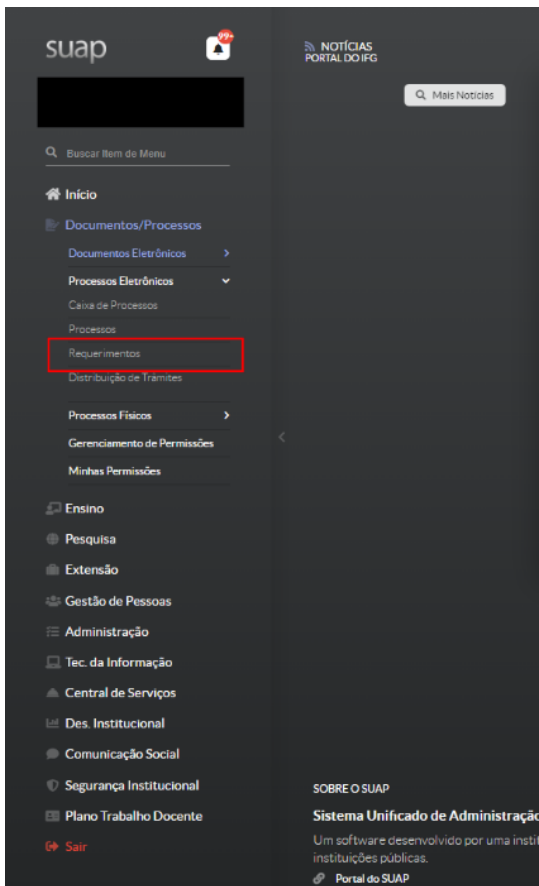 suap
99+
NOTÍCIAS
PORTAL DO IFG
Mais Notícias
Buscar Item de Menu
Início
Documentos/Processos
Documentos Eletrônicos
Processos Eletrônicos
Caixa de Processos
Processos
Requerimentos
Distribuição de Trâmites
Processos Físicos
Gerenciamento de Permissões
Minhas Permissões
Ensino
Pesquisa
Extensão
Gestão de Pessoas
Administração
Tec. da Informação
Central de Serviços
Des. Institucional
Comunicação Social
Segurança Institucional
Plano Trabalho Docente
Sair
SOBRE O SUAP
Sistema Unificado de Administração
Um software desenvolvido por uma instit
instituições públicas.
Portal do SUAP